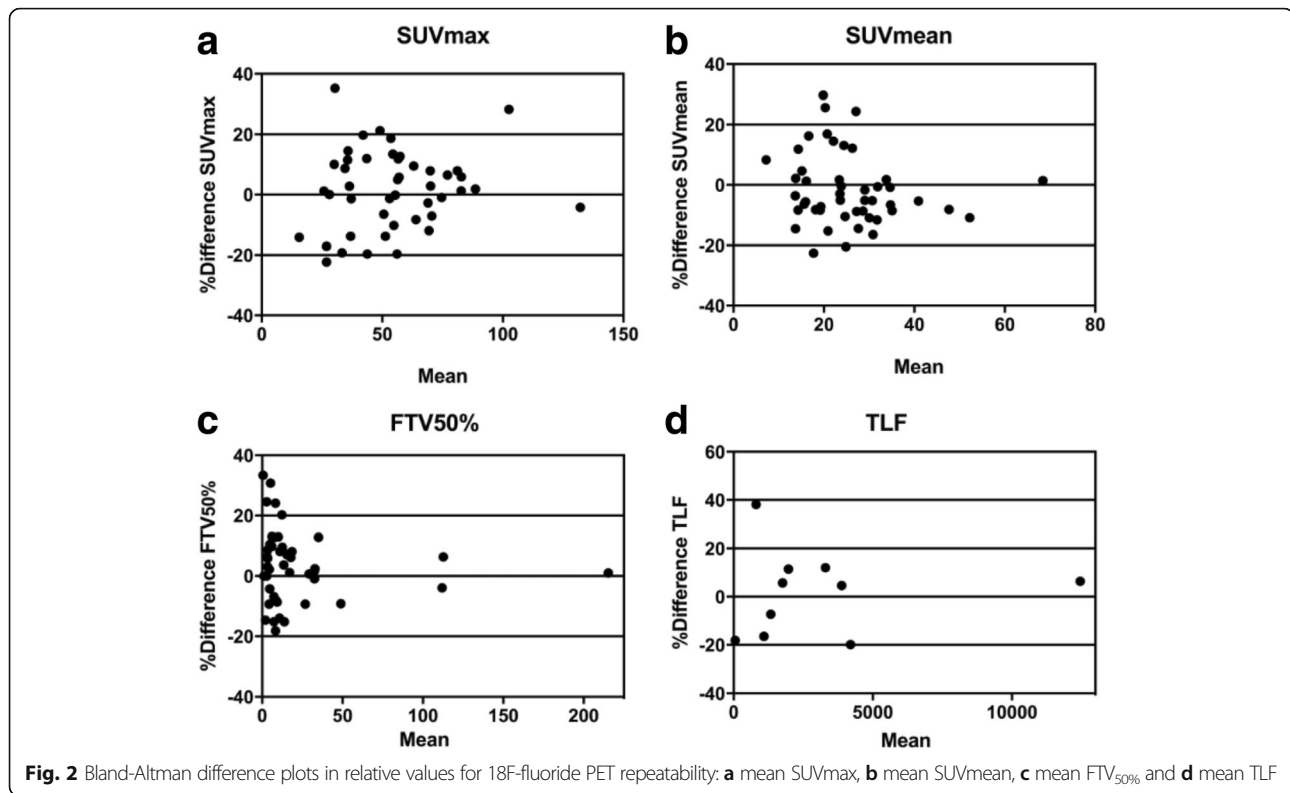 a
SUVmax
%Difference SUVmax
40
20
0
-20
-40
0
50
100
150
Mean
b
SUVmean
%Difference SUVmean
40
20
0
-20
-40
0
20
40
60
80
Mean
c
FTV50%
%Difference FTV50%
40
20
0
-20
-40
0
50
100
150
200
Mean
d
TLF
%Difference TLF
60
40
20
0
-20
-40
0
5000
10000
Mean
Fig. 2 Bland-Altman difference plots in relative values for 18F-fluoride PET repeatability: a mean SUVmax, b mean SUVmean, c mean FTV50% and d mean TLF